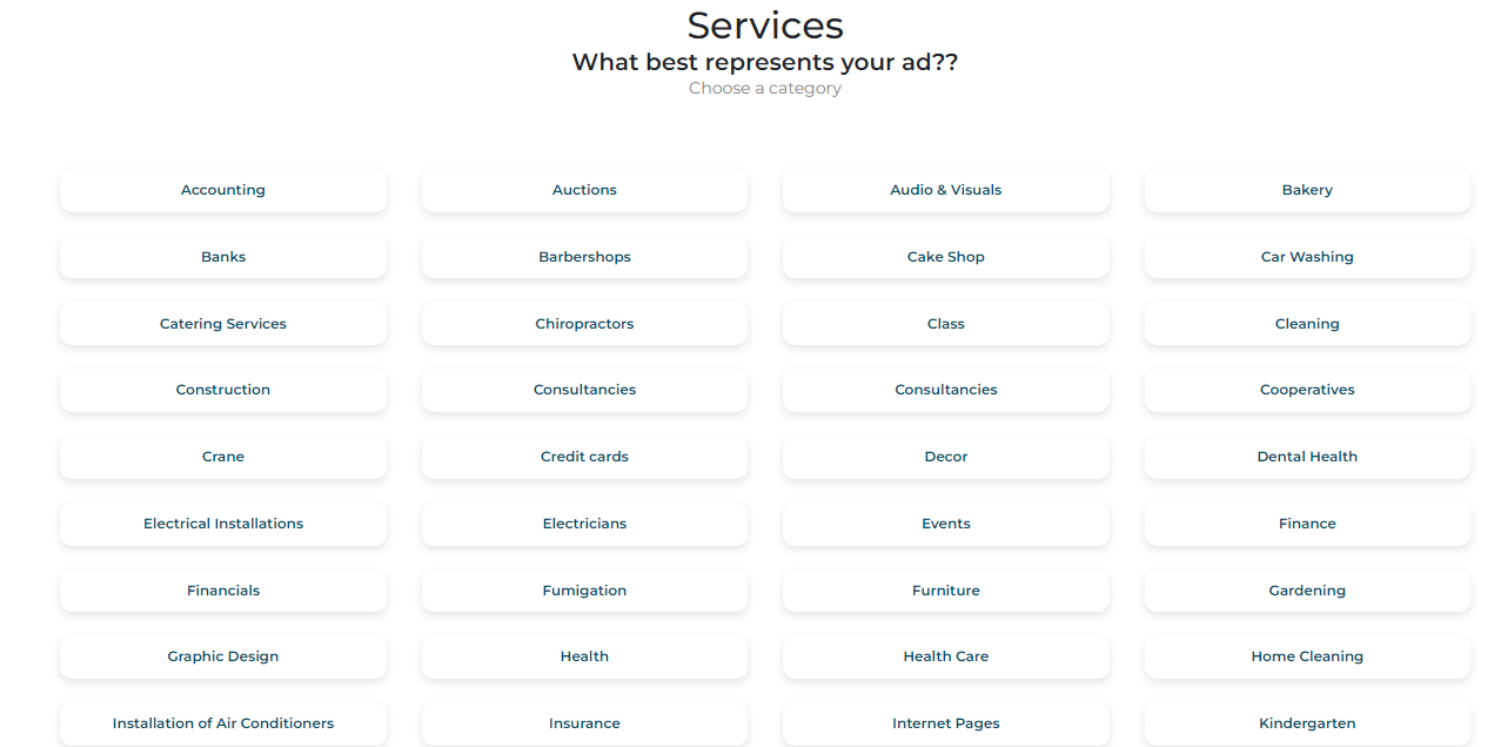 Services
What best represents your ad??
Choose a category
Accounting
Auctions
Audio & Visuals
Bakery
Banks
Barbershops
Cake Shop
Car Washing
Catering Services
Chiropractors
Class
Cleaning
Construction
Consultancies
Consultancies
Cooperatives
Crane
Credit cards
Decor
Dental Health
Electrical Installations
Electricians
Events
Finance
Financials
Fumigation
Furniture
Gardening
Graphic Design
Health
Health Care
Home Cleaning
Installation of Air Conditioners
Insurance
Internet Pages
Kindergarten